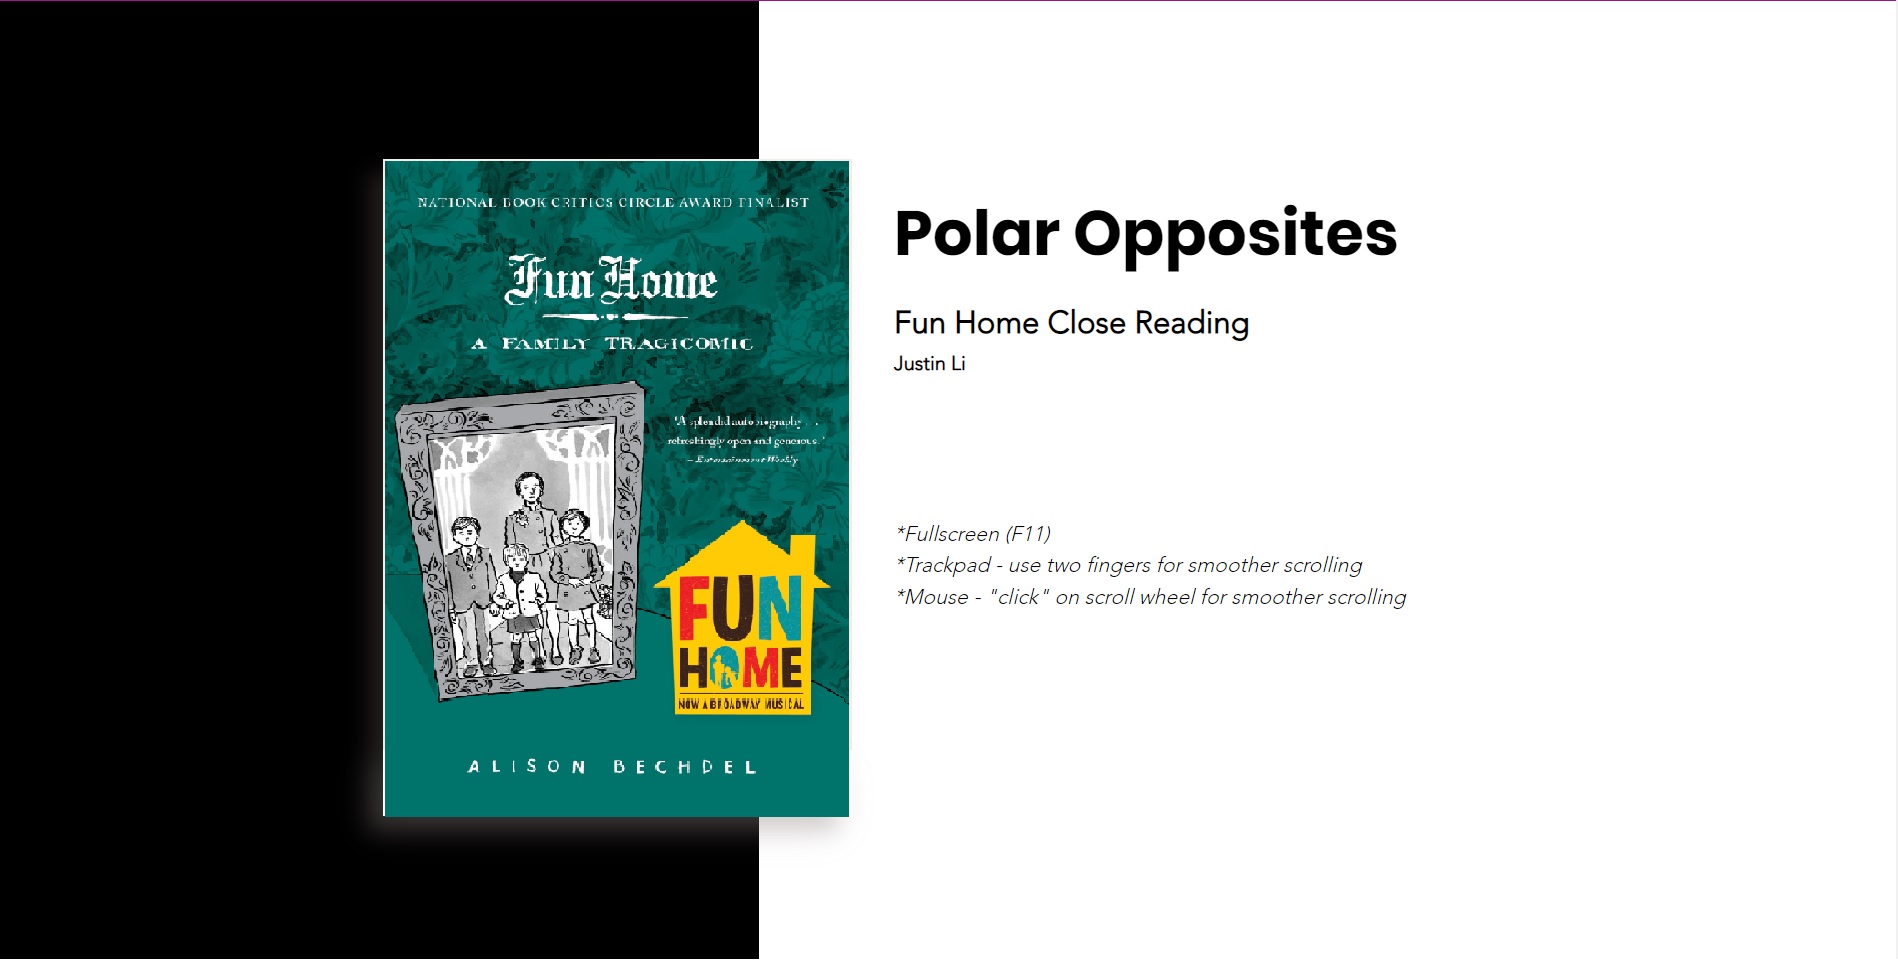 NATIONAL BOOK CRITICS CIRCLE AWARD FINALIST
Fun Home
A FAMILY TRAGICOMIC
"A splendid autobiography . . .
refreshingly open and generous."
– Entertainment Weekly
FUN
HOME
NOW A BROADWAY MUSICAL
ALISON BECHDEL
Polar Opposites
Fun Home Close Reading
Justin Li
*Fullscreen (F11)
*Trackpad - use two fingers for smoother scrolling
*Mouse - "click" on scroll wheel for smoother scrolling